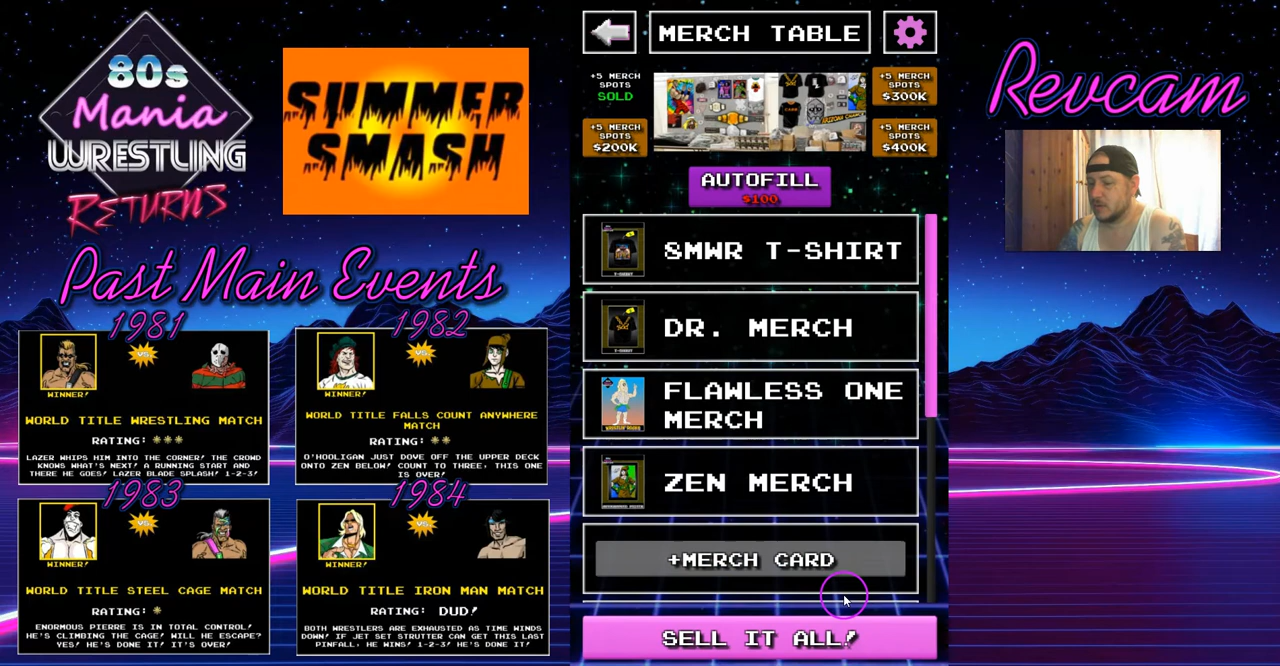 80s
Mania
WRESTLING
RETURNS
SUMMER
SMASH
Past Main Events
1981
VS
WINNER!
WORLD TITLE WRESTLING MATCH
RATING: ***
LAZER WHIPS HIM INTO THE CORNER! THE CROWD
KNOWS WHAT'S NEXT! A RUNNING START AND
THERE HE GOES! LAZER BLADE SPLASH! 1-2-3!
1982
VS
WINNER!
WORLD TITLE FALLS COUNT ANYWHERE
MATCH
RATING: **
O'HOOLIGAN JUST DOVE OFF THE UPPER DECK
ONTO ZEN BELOW! COUNT TO THREE, THIS ONE
IS OVER!
1983
VS
WINNER!
WORLD TITLE STEEL CAGE MATCH
RATING: *
ENORMOUS PIERRE IS IN TOTAL CONTROL!
HE'S CLIMBING THE CAGE! WILL HE ESCAPE?
YES! HE'S DONE IT! IT'S OVER!
1984
VS
WINNER!
WORLD TITLE IRON MAN MATCH
RATING: DUD!
BOTH WRESTLERS ARE EXHAUSTED AS TIME WINDS
DOWN! IF JET SET STRUTTER CAN GET THIS LAST
PINFALL, HE WINS! 1-2-3! HE'S DONE IT!
MERCH TABLE
+5 MERCH
SPOTS
SOLD
+5 MERCH
SPOTS
$300K
+5 MERCH
SPOTS
$200K
+5 MERCH
SPOTS
$400K
AUTOFILL
$100
8MWR T-SHIRT
DR. MERCH
FLAWLESS ONE
MERCH
ZEN MERCH
+MERCH CARD
SELL IT ALL!
Revcam